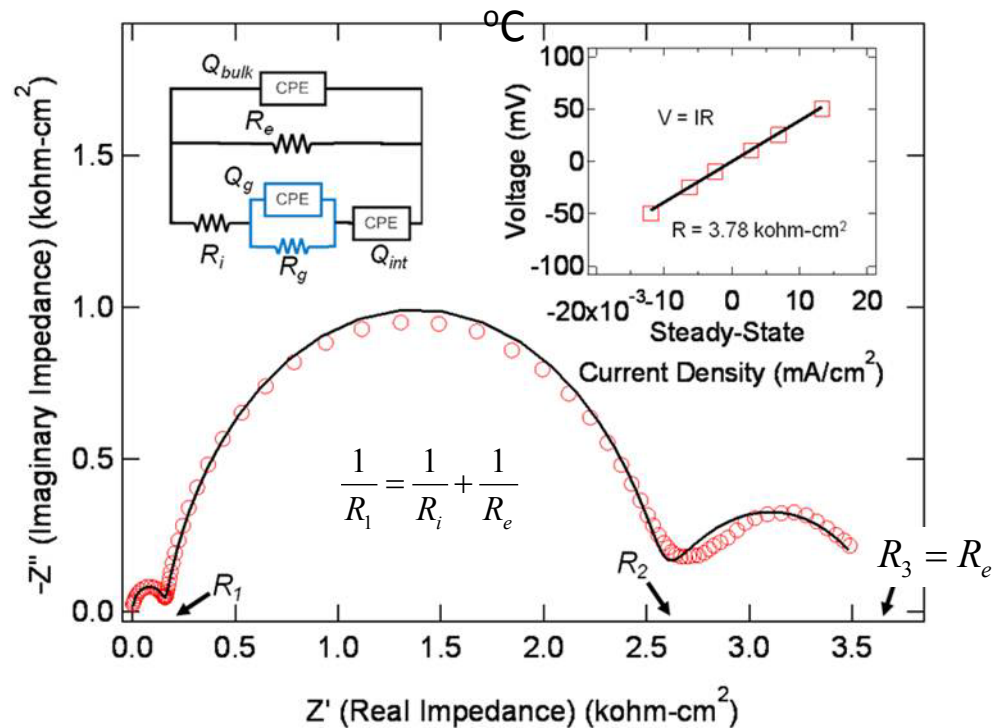 °C
Q_bulk
CPE
R_e
Q_g
CPE
CPE
R_i
R_g
Q_int
100
50
0
-50
-100
Voltage (mV)
V = IR
R = 3.78 kohm-cm²
-20x10⁻³
-10
0
10
20
Steady-State
Current Density (mA/cm²)
-Z" (Imaginary Impedance) (kohm-cm²)
1.5
1.0
0.5
0.0
1/R₁ = 1/R_i + 1/R_e
R₁
R₂
R₃ = R_e
0.0 0.5 1.0 1.5 2.0 2.5 3.0 3.5
Z' (Real Impedance) (kohm-cm²)